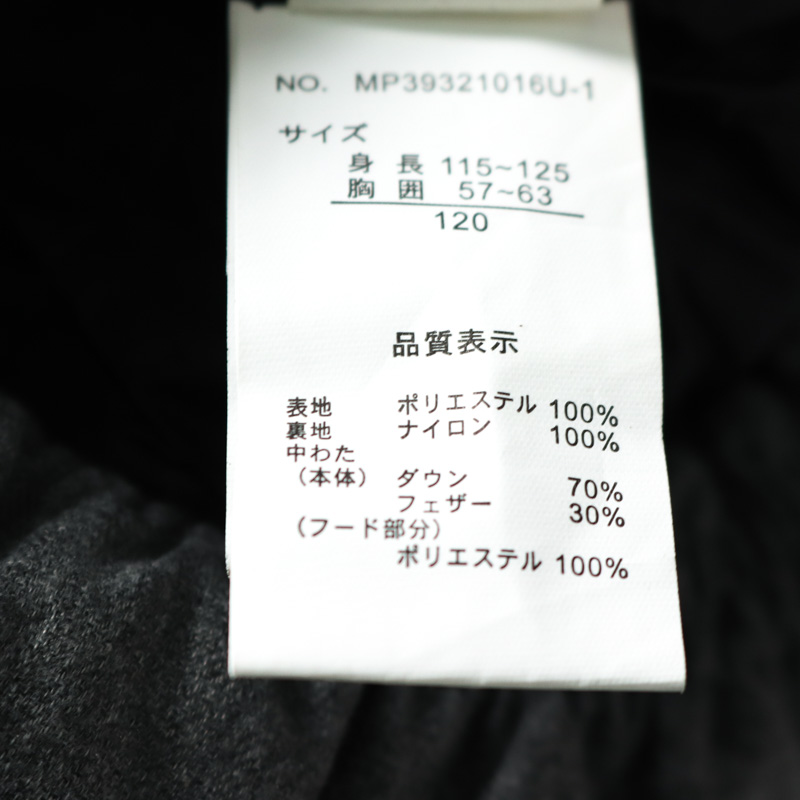 NO. MP39321016U-1
サイズ
身長 115~125
胸囲 57~63
120
品質表示
表地 ポリエステル 100%
裏地 ナイロン 100%
中わた
(本体) ダウン 70%
フェザー 30%
(フード部分)
ポリエステル 100%